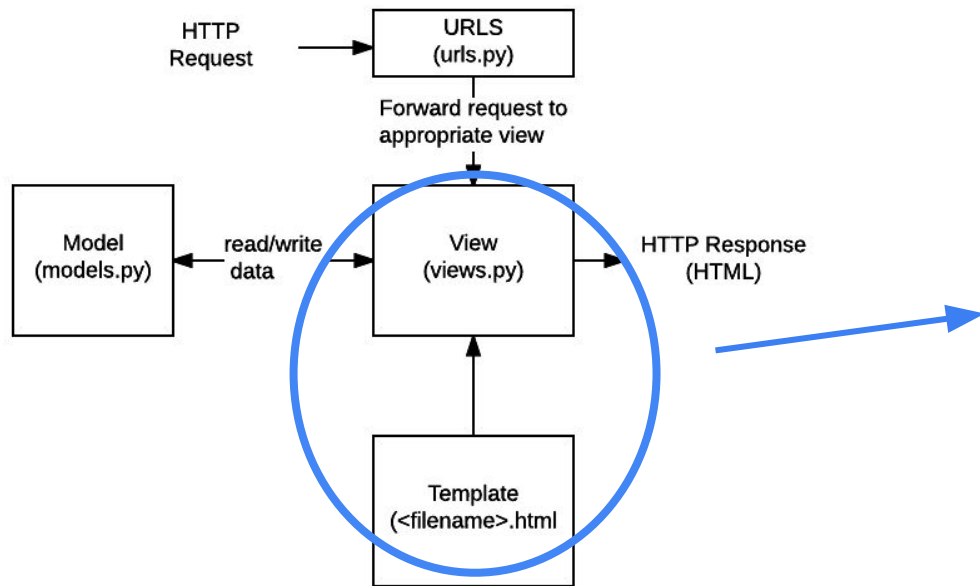 HTTP
Request
URLS
(urls.py)
Forward request to
appropriate view
Model
(models.py)
read/write
data
View
(views.py)
HTTP Response
(HTML)
Template
(<filename>.html